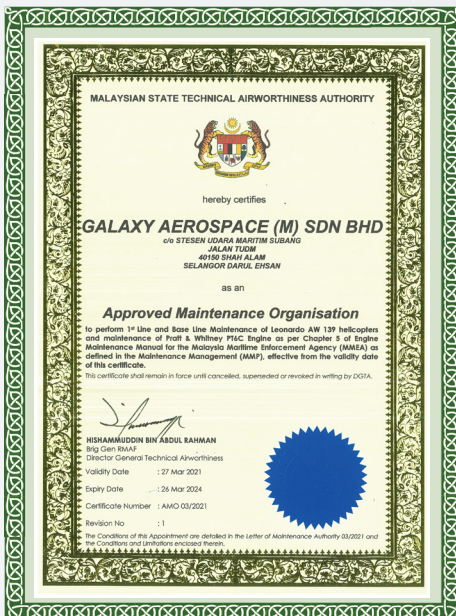 MALAYSIAN STATE TECHNICAL AIRWORTHINESS AUTHORITY
hereby certifies
GALAXY AEROSPACE (M) SDN BHD
c/o STESEN UDARA MARITIM SUBANG
JALAN TUDM
40150 SHAH ALAM
SELANGOR DARUL EHSAN
as an
Approved Maintenance Organisation
to perform 1st Line and Base Line Maintenance of Leonardo AW 139 helicopters
and maintenance of Pratt & Whitney PT6C Engine as per Chapter 5 of Engine
Maintenance Manual for the Malaysia Maritime Enforcement Agency (MMEA) as
defined in the Maintenance Management (MMP), effective from the validity date
of this certificate.
This certificate shall remain in force until cancelled, superseded or revoked in writing by DGTA.
HISHAMMUDDIN BIN ABDUL RAHMAN
Brig Gen RMAF
Director General Technical Airworthiness
Validity Date : 27 Mar 2021
Expiry Date : 26 Mar 2024
Certificate Number : AMO 03/2021
Revision No : 1
The Conditions of this Appointment are detailed in the Letter of Maintenance Authority 03/2021 and
the Conditions and Limitations enclosed therein.